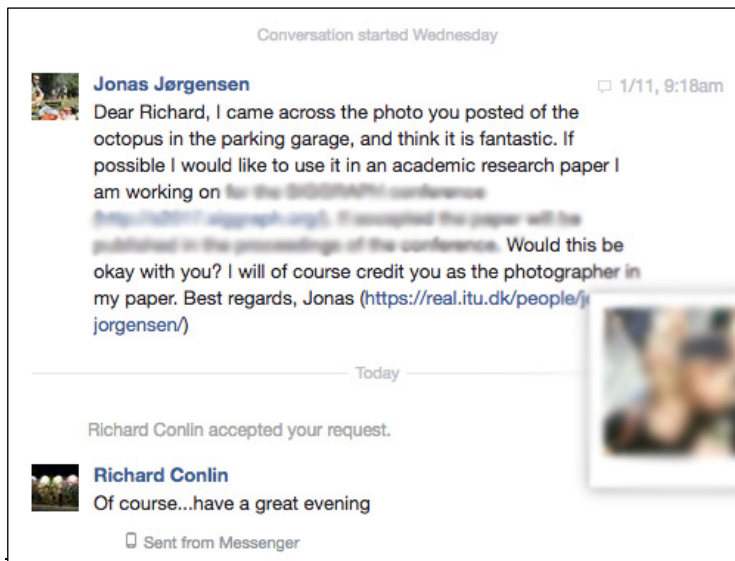 Conversation started Wednesday
Jonas Jørgensen
1/11, 9:18am
Dear Richard, I came across the photo you posted of the
octopus in the parking garage, and think it is fantastic. If
possible I would like to use it in an academic research paper I
am working on
Would this be
okay with you? I will of course credit you as the photographer in
my paper. Best regards, Jonas (https://real.itu.dk/people/
jorgensen/)
Today
Richard Conlin accepted your request.
Richard Conlin
Of course...have a great evening
Sent from Messenger